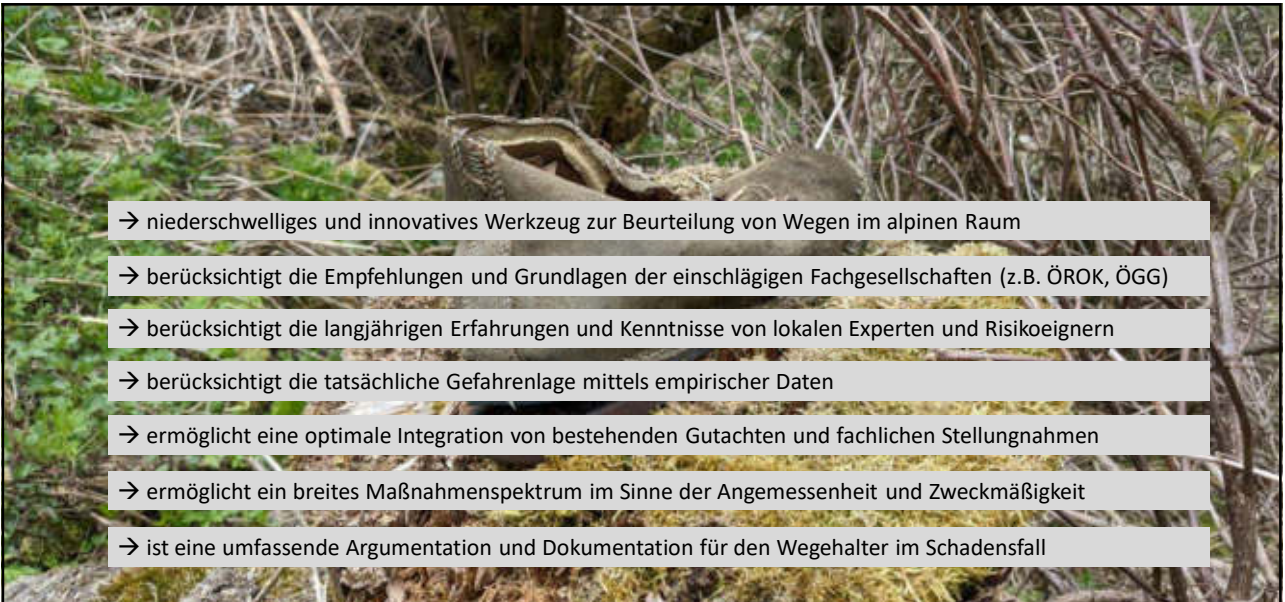 → niederschwelliges und innovatives Werkzeug zur Beurteilung von Wegen im alpinen Raum
→ berücksichtigt die Empfehlungen und Grundlagen der einschlägigen Fachgesellschaften (z.B. ÖROK, ÖGG)
→ berücksichtigt die langjährigen Erfahrungen und Kenntnisse von lokalen Experten und Risikoeignern
→ berücksichtigt die tatsächliche Gefahrenlage mittels empirischer Daten
→ ermöglicht eine optimale Integration von bestehenden Gutachten und fachlichen Stellungnahmen
→ ermöglicht ein breites Maßnahmenspektrum im Sinne der Angemessenheit und Zweckmäßigkeit
→ ist eine umfassende Argumentation und Dokumentation für den Wegehalter im Schadensfall